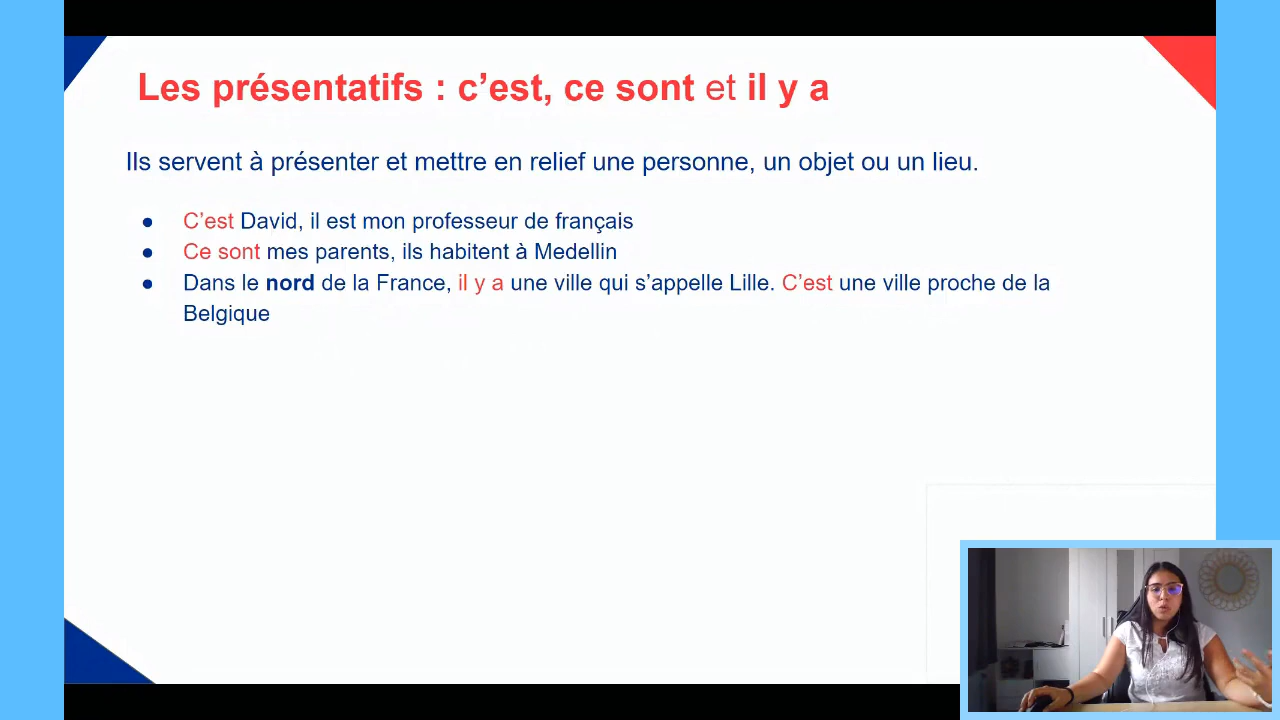 Les présentatifs : c’est, ce sont et il y a
Ils servent à présenter et mettre en relief une personne, un objet ou un lieu.
● C’est David, il est mon professeur de français
● Ce sont mes parents, ils habitent à Medellin
● Dans le nord de la France, il y a une ville qui s’appelle Lille. C’est une ville proche de la
Belgique